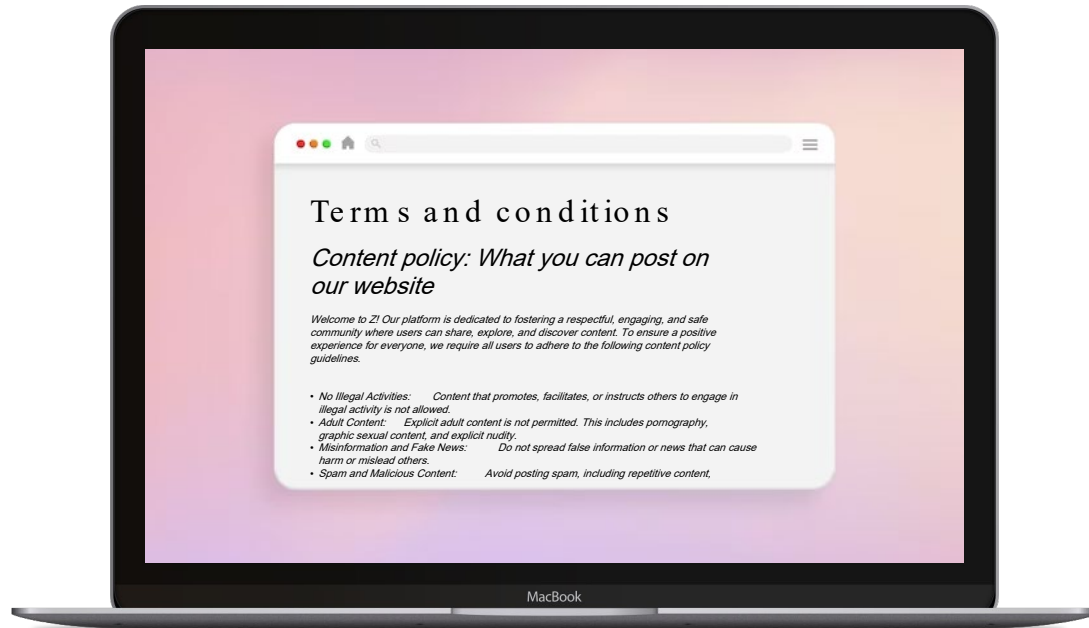 Terms and conditions
Content policy: What you can post on
our website
Welcome to Z! Our platform is dedicated to fostering a respectful, engaging, and safe
community where users can share, explore, and discover content. To ensure a positive
experience for everyone, we require all users to adhere to the following content policy
guidelines.
• No Illegal Activities: Content that promotes, facilitates, or instructs others to engage in
illegal activity is not allowed.
• Adult Content: Explicit adult content is not permitted. This includes pornography,
graphic sexual content, and explicit nudity.
• Misinformation and Fake News: Do not spread false information or news that can cause
harm or mislead others.
• Spam and Malicious Content: Avoid posting spam, including repetitive content,
MacBook